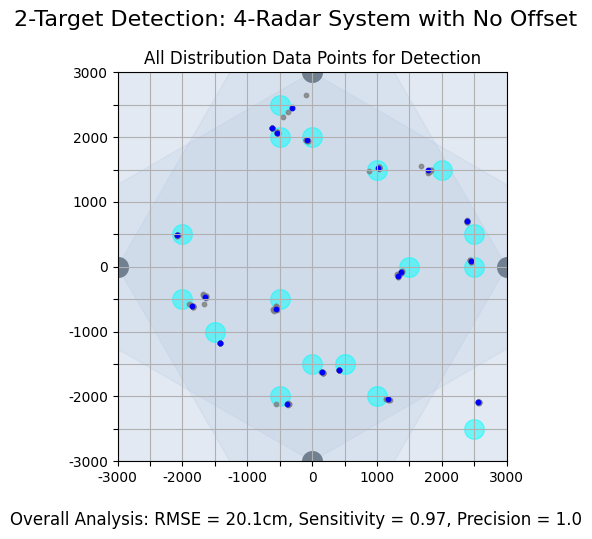 2-Target Detection: 4-Radar System with No Offset
All Distribution Data Points for Detection
3000
2000
1000
0
-1000
-2000
-3000
-3000 -2000 -1000 0 1000 2000 3000
Overall Analysis: RMSE = 20.1cm, Sensitivity = 0.97, Precision = 1.0